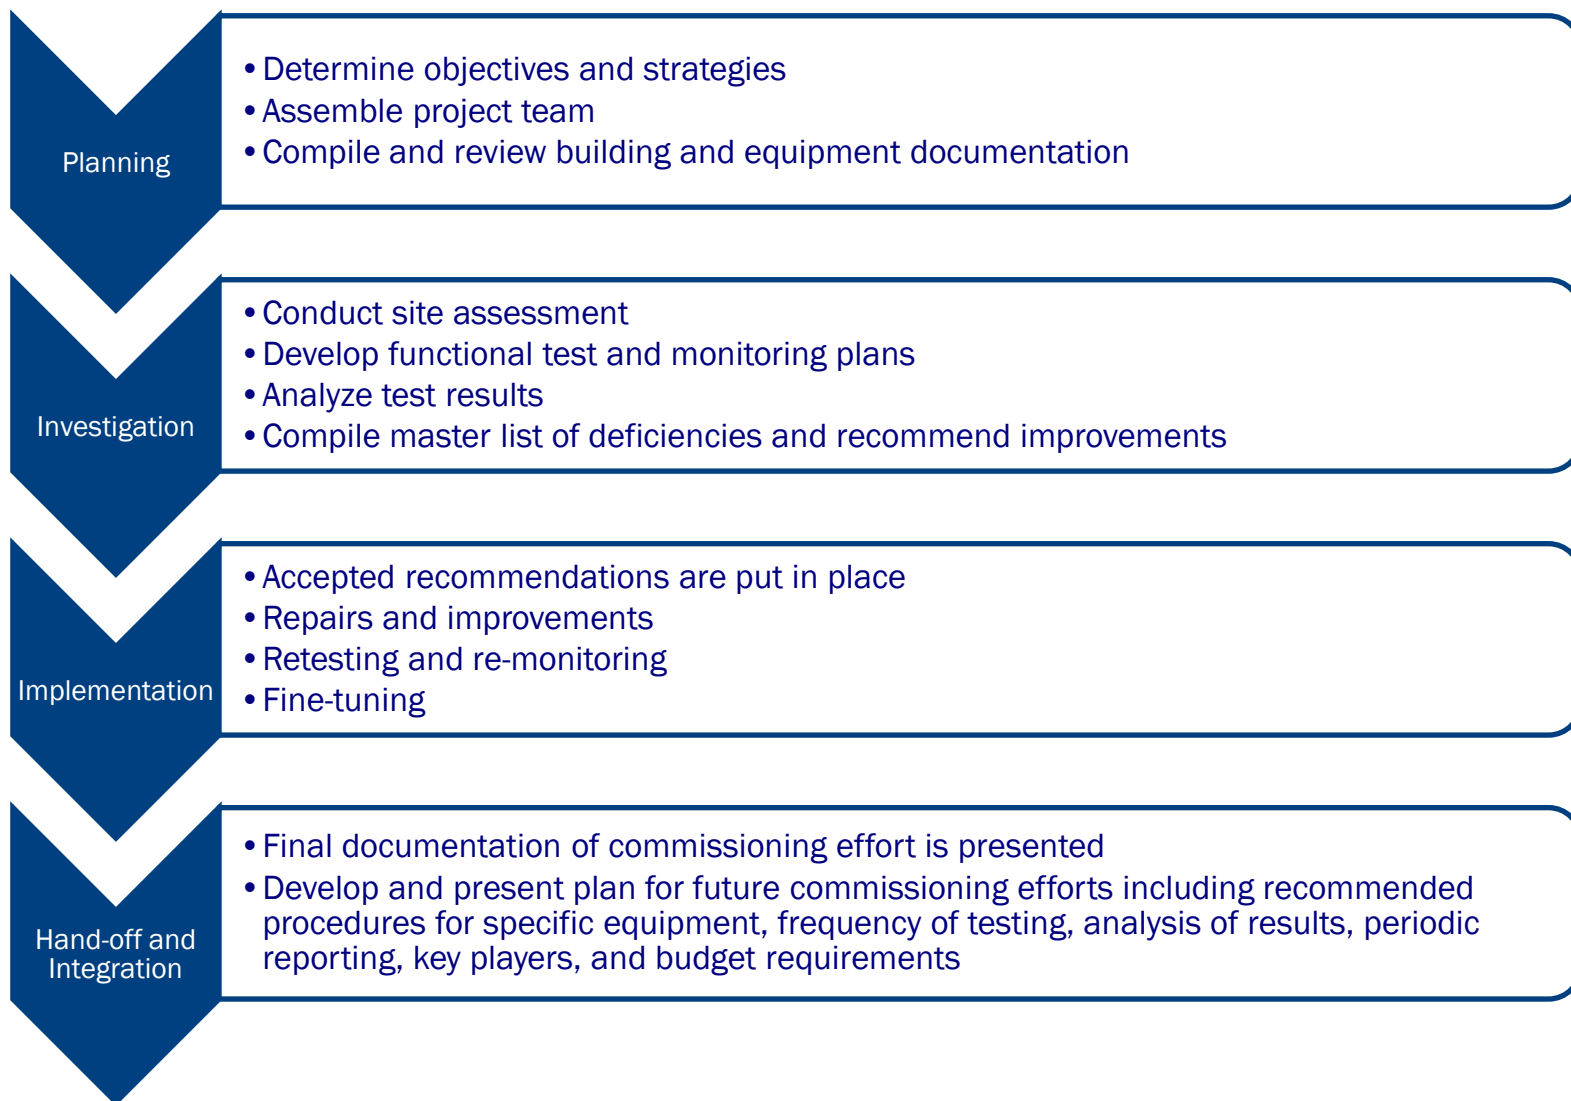 Planning
• Determine objectives and strategies
• Assemble project team
• Compile and review building and equipment documentation
Investigation
• Conduct site assessment
• Develop functional test and monitoring plans
• Analyze test results
• Compile master list of deficiencies and recommend improvements
Implementation
• Accepted recommendations are put in place
• Repairs and improvements
• Retesting and re-monitoring
• Fine-tuning
Hand-off and
Integration
• Final documentation of commissioning effort is presented
• Develop and present plan for future commissioning efforts including recommended
procedures for specific equipment, frequency of testing, analysis of results, periodic
reporting, key players, and budget requirements